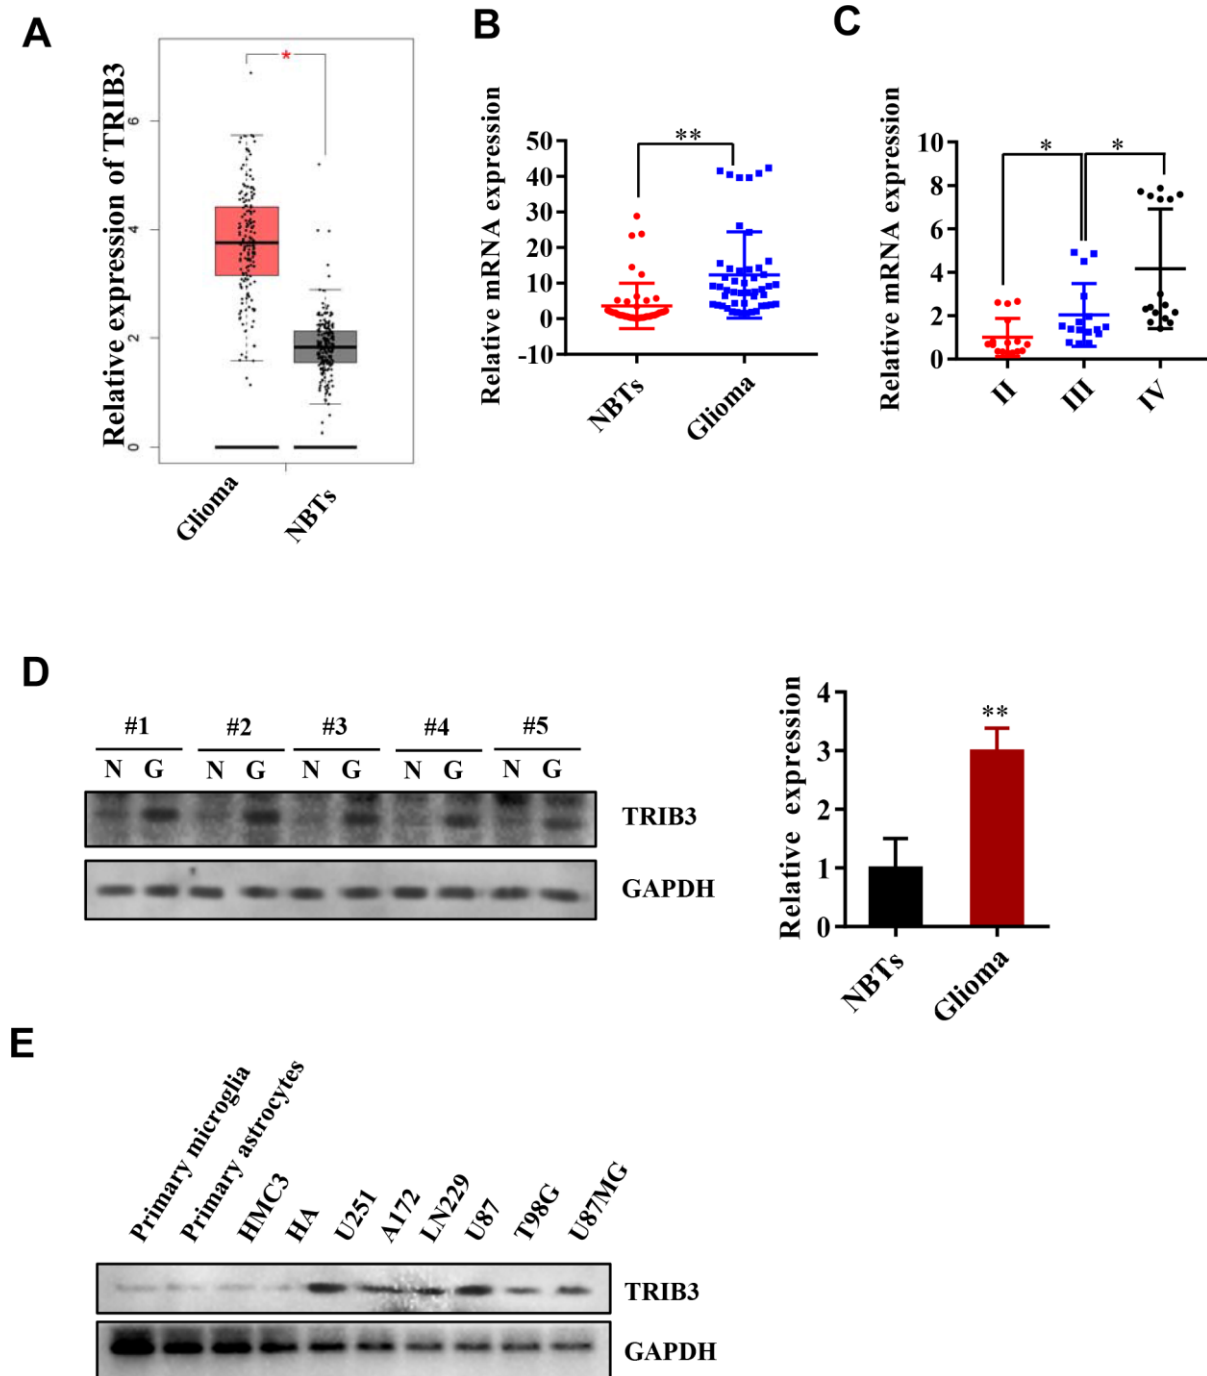 A
Relative expression of TRIB3
*
6
4
2
0
Glioma
NBTs
B
Relative mRNA expression
**
50
40
30
20
10
0
-10
NBTs
Glioma
C
Relative mRNA expression
*
*
10
8
6
4
2
0
II
III
IV
D
#1
#2
#3
#4
#5
N G N G N G N G N G
TRIB3
GAPDH
Relative expression
**
4
3
2
1
0
NBTs
Glioma
E
Primary microglia
Primary astrocytes
HMC3
HA
U251
A172
LN229
U87
T98G
U87MG
TRIB3
GAPDH